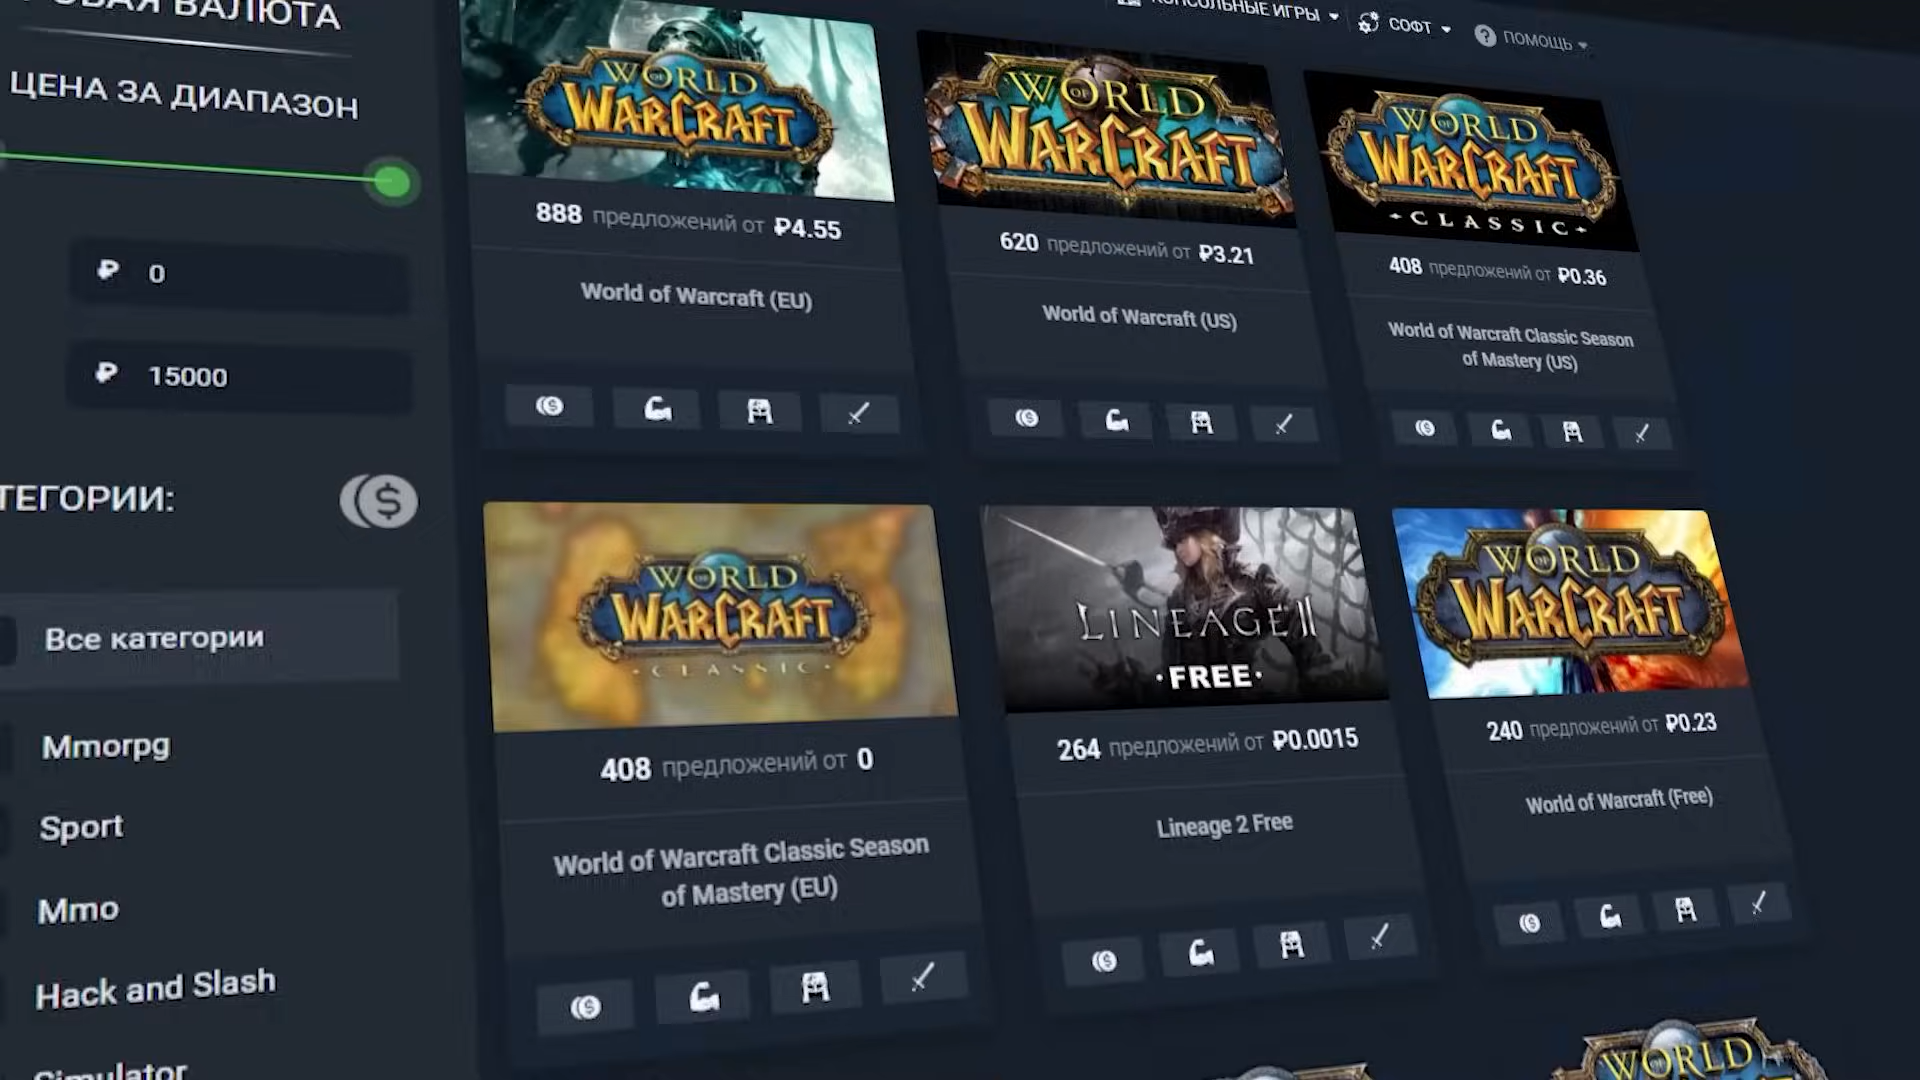 ВАЛЮТА
ЦЕНА ЗА ДИАПАЗОН
₽ 0
₽ 15000
Все категории
Mmorpg
Sport
Mmo
Hack and Slash
Simulator
ИГРЫ
СОФТ
ПОМОЩЬ
WORLD OF WARCRAFT
888 предложений от ₽4.55
World of Warcraft (EU)
WORLD OF WARCRAFT
620 предложений от ₽3.21
World of Warcraft (US)
WORLD OF WARCRAFT
CLASSIC
408 предложений от ₽0.36
World of Warcraft Classic Season
of Mastery (US)
WORLD OF WARCRAFT
CLASSIC
408 предложений от 0
World of Warcraft Classic Season
of Mastery (EU)
LINEAGE II
·FREE·
264 предложений от ₽0.0015
Lineage 2 Free
WORLD OF WARCRAFT
240 предложений от ₽0.23
World of Warcraft (Free)
WORLD OF